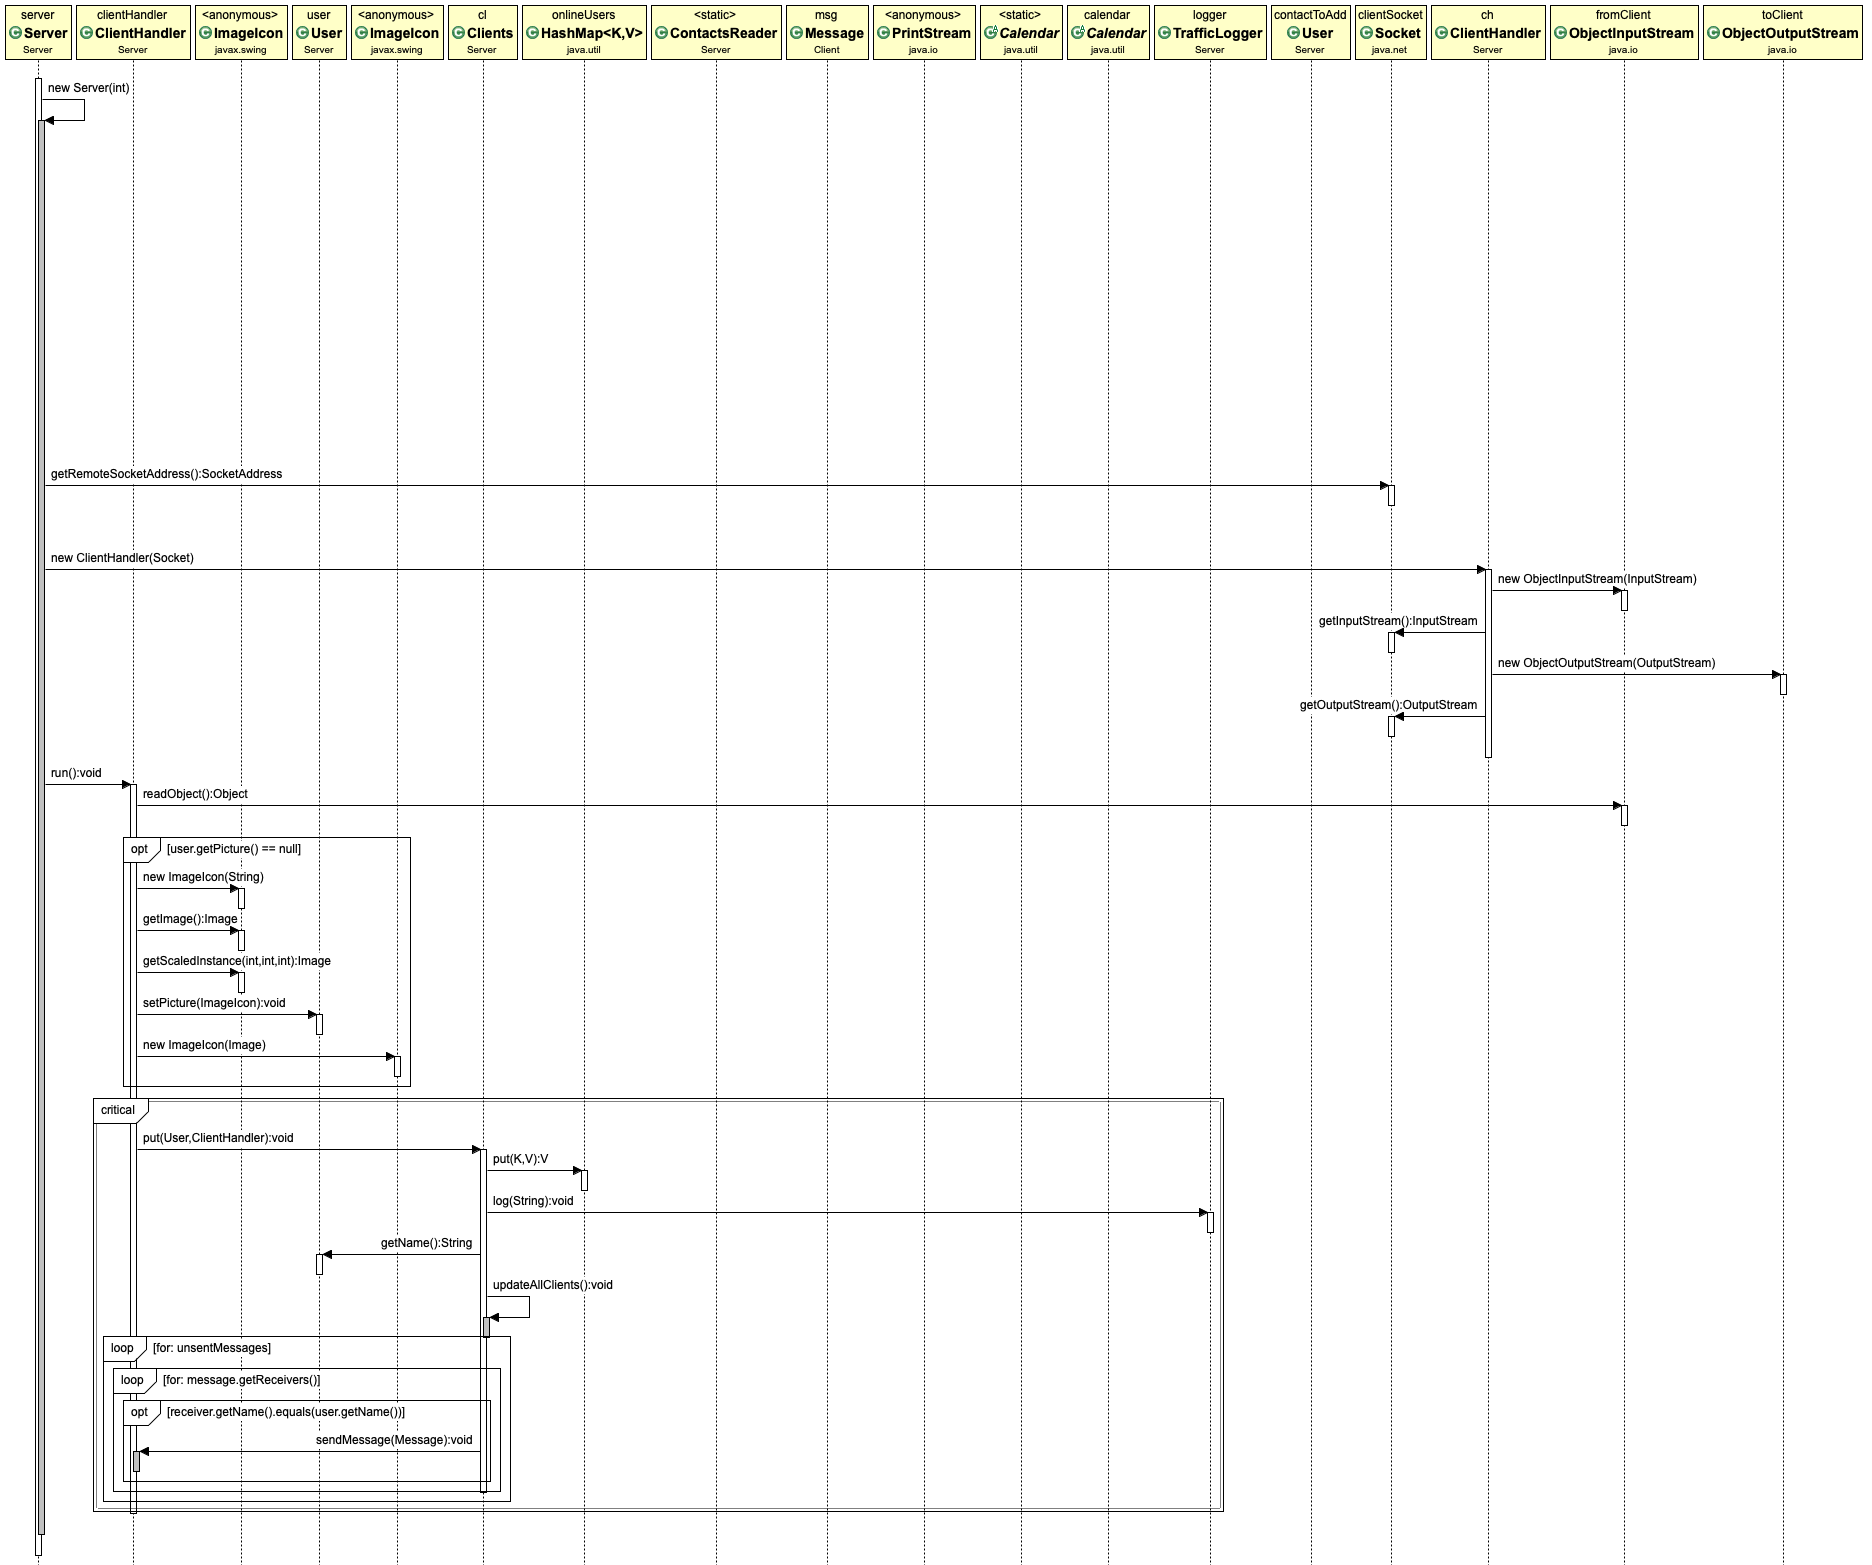 server
Server
Server
clientHandler
ClientHandler
Server
<anonymous>
ImageIcon
javax.swing
user
User
Server
<anonymous>
ImageIcon
javax.swing
cl
Clients
Server
onlineUsers
HashMap<K,V>
java.util
<static>
ContactsReader
Server
msg
Message
Client
<anonymous>
PrintStream
java.io
<static>
Calendar
java.util
calendar
Calendar
java.util
logger
TrafficLogger
Server
contactToAdd
User
Server
clientSocket
Socket
java.net
ch
ClientHandler
Server
fromClient
ObjectInputStream
java.io
toClient
ObjectOutputStream
java.io
new Server(int)
getRemoteSocketAddress():SocketAddress
new ClientHandler(Socket)
new ObjectInputStream(InputStream)
getInputStream():InputStream
new ObjectOutputStream(OutputStream)
getOutputStream():OutputStream
run():void
readObject():Object
opt [user.getPicture() == null]
new ImageIcon(String)
getImage():Image
getScaledInstance(int,int,int):Image
setPicture(ImageIcon):void
new ImageIcon(Image)
critical
put(User,ClientHandler):void
put(K,V):V
log(String):void
getName():String
updateAllClients():void
loop [for: unsentMessages]
loop [for: message.getReceivers()]
opt [receiver.getName().equals(user.getName())]
sendMessage(Message):void